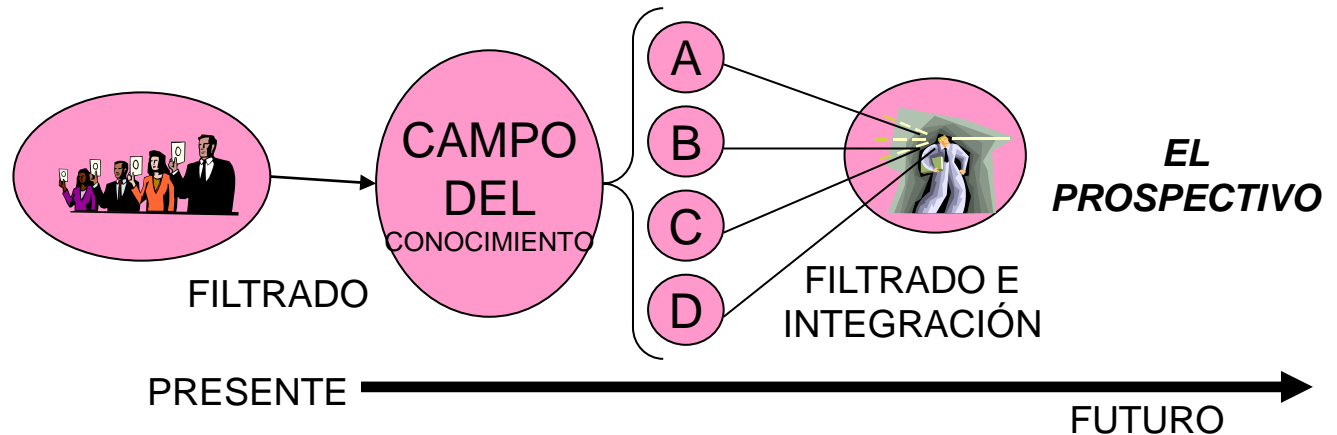 FILTRADO
CAMPO
DEL
CONOCIMIENTO
A
B
C
D
FILTRADO E
INTEGRACIÓN
EL
PROSPECTIVO
PRESENTE
FUTURO